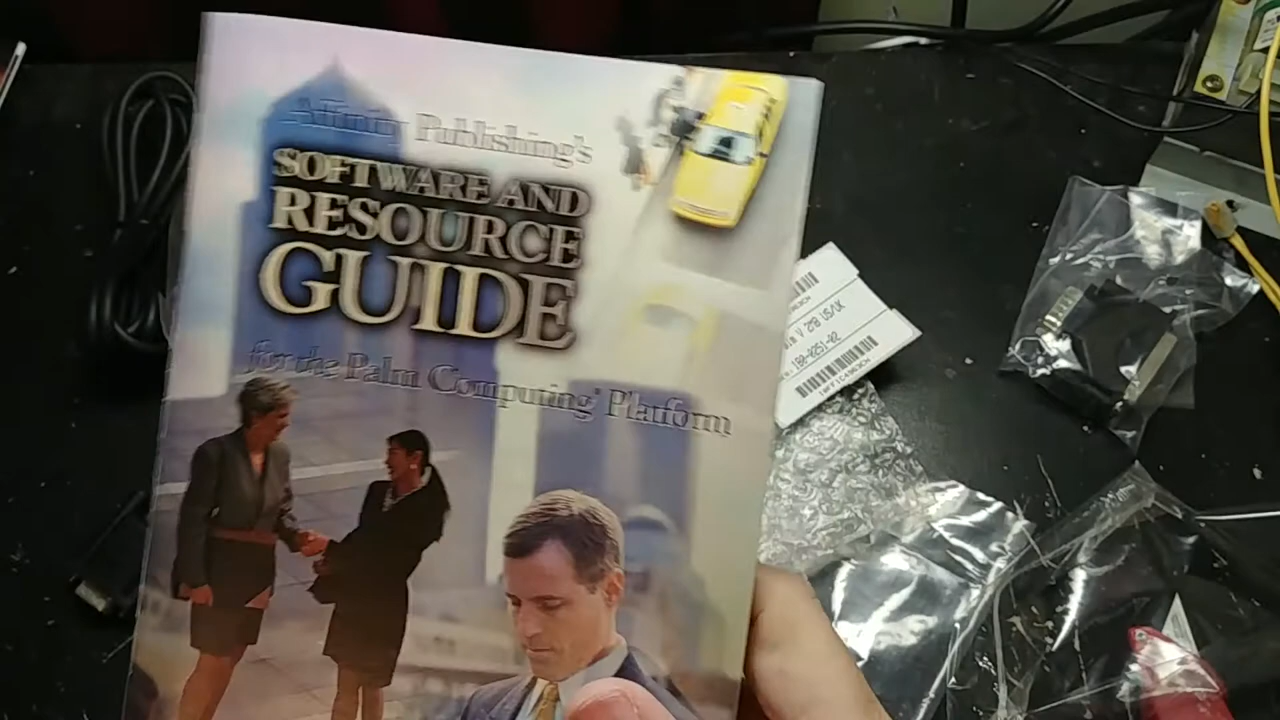 Affinity Publishing's
SOFTWARE AND
RESOURCE
GUIDE
for the Palm Computing® Platform